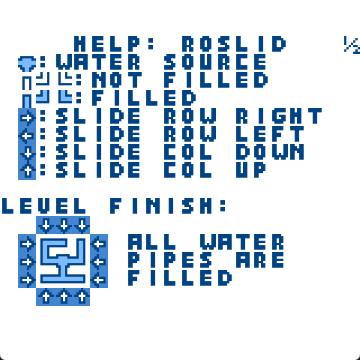 HELP: ROSLID ½
:WATER SOURCE
:NOT FILLED
:FILLED
:SLIDE ROW RIGHT
:SLIDE ROW LEFT
:SLIDE COL DOWN
:SLIDE COL UP
LEVEL FINISH:
ALL WATER
PIPES ARE
FILLED